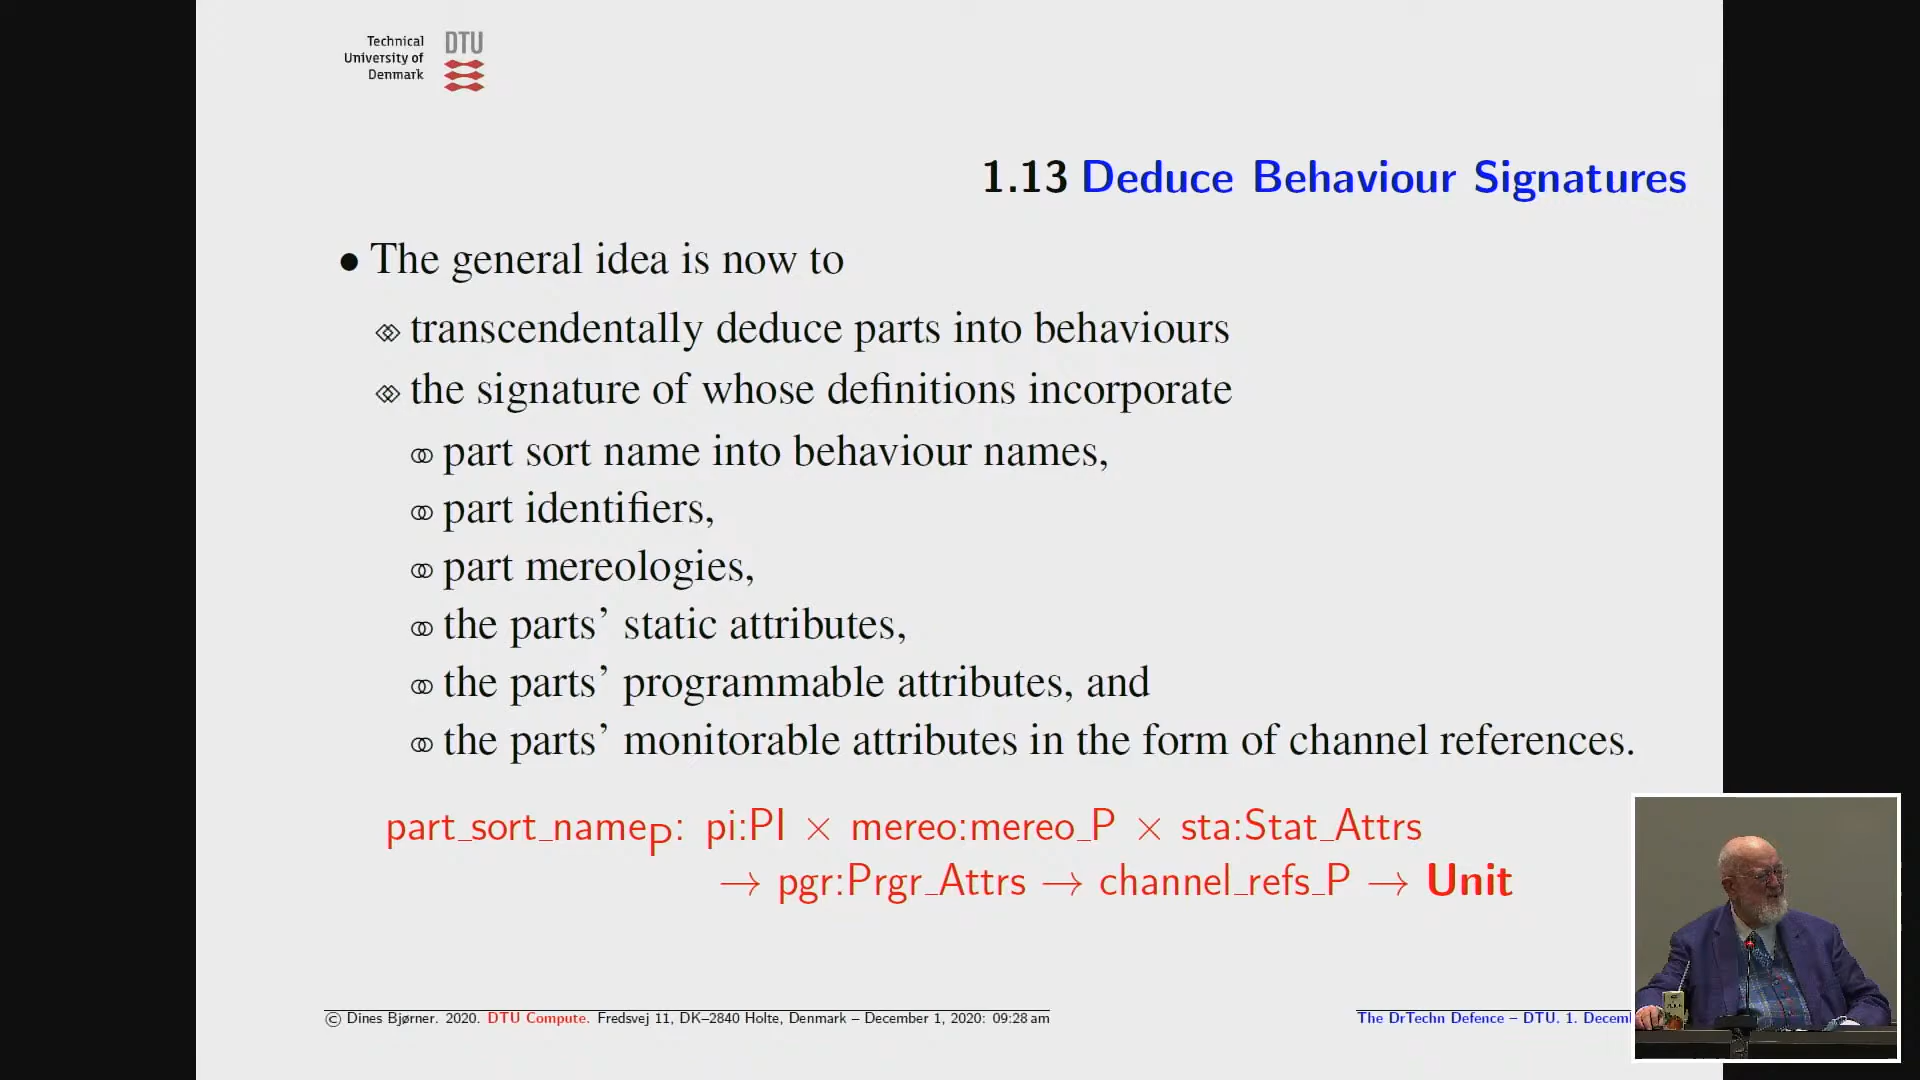 Technical
University of
Denmark
DTU
1.13 Deduce Behaviour Signatures
• The general idea is now to
transcendentally deduce parts into behaviours
the signature of whose definitions incorporate
part sort name into behaviour names,
part identifiers,
part mereologies,
the parts’ static attributes,
the parts’ programmable attributes, and
the parts’ monitorable attributes in the form of channel references.
part_sort_nameP: pi:PI × mereo:mereo_P × sta:Stat_Attrs
→ pgr:Prgr_Attrs → channel_refs_P → Unit
© Dines Bjørner. 2020. DTU Compute. Fredsvej 11, DK–2840 Holte, Denmark – December 1, 2020: 09:28 am
The DrTechn Defence – DTU. 1.